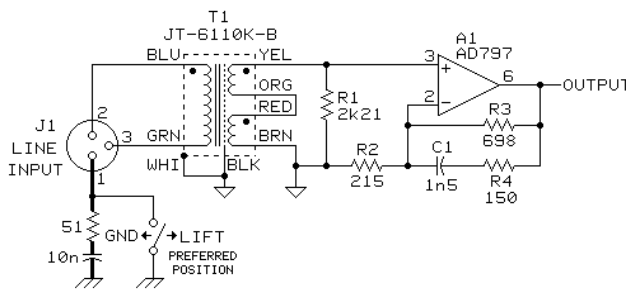 T1
JT-6110K-B
A1
AD797
BLU
YEL
ORG
RED
GRN
BRN
WHI
BLK
J1
LINE
INPUT
2
3
1
R1
2k21
3
+
2
-
6
OUTPUT
R2
215
R3
698
C1
1n5
R4
150
51
10n
GND
LIFT
PREFERRED
POSITION